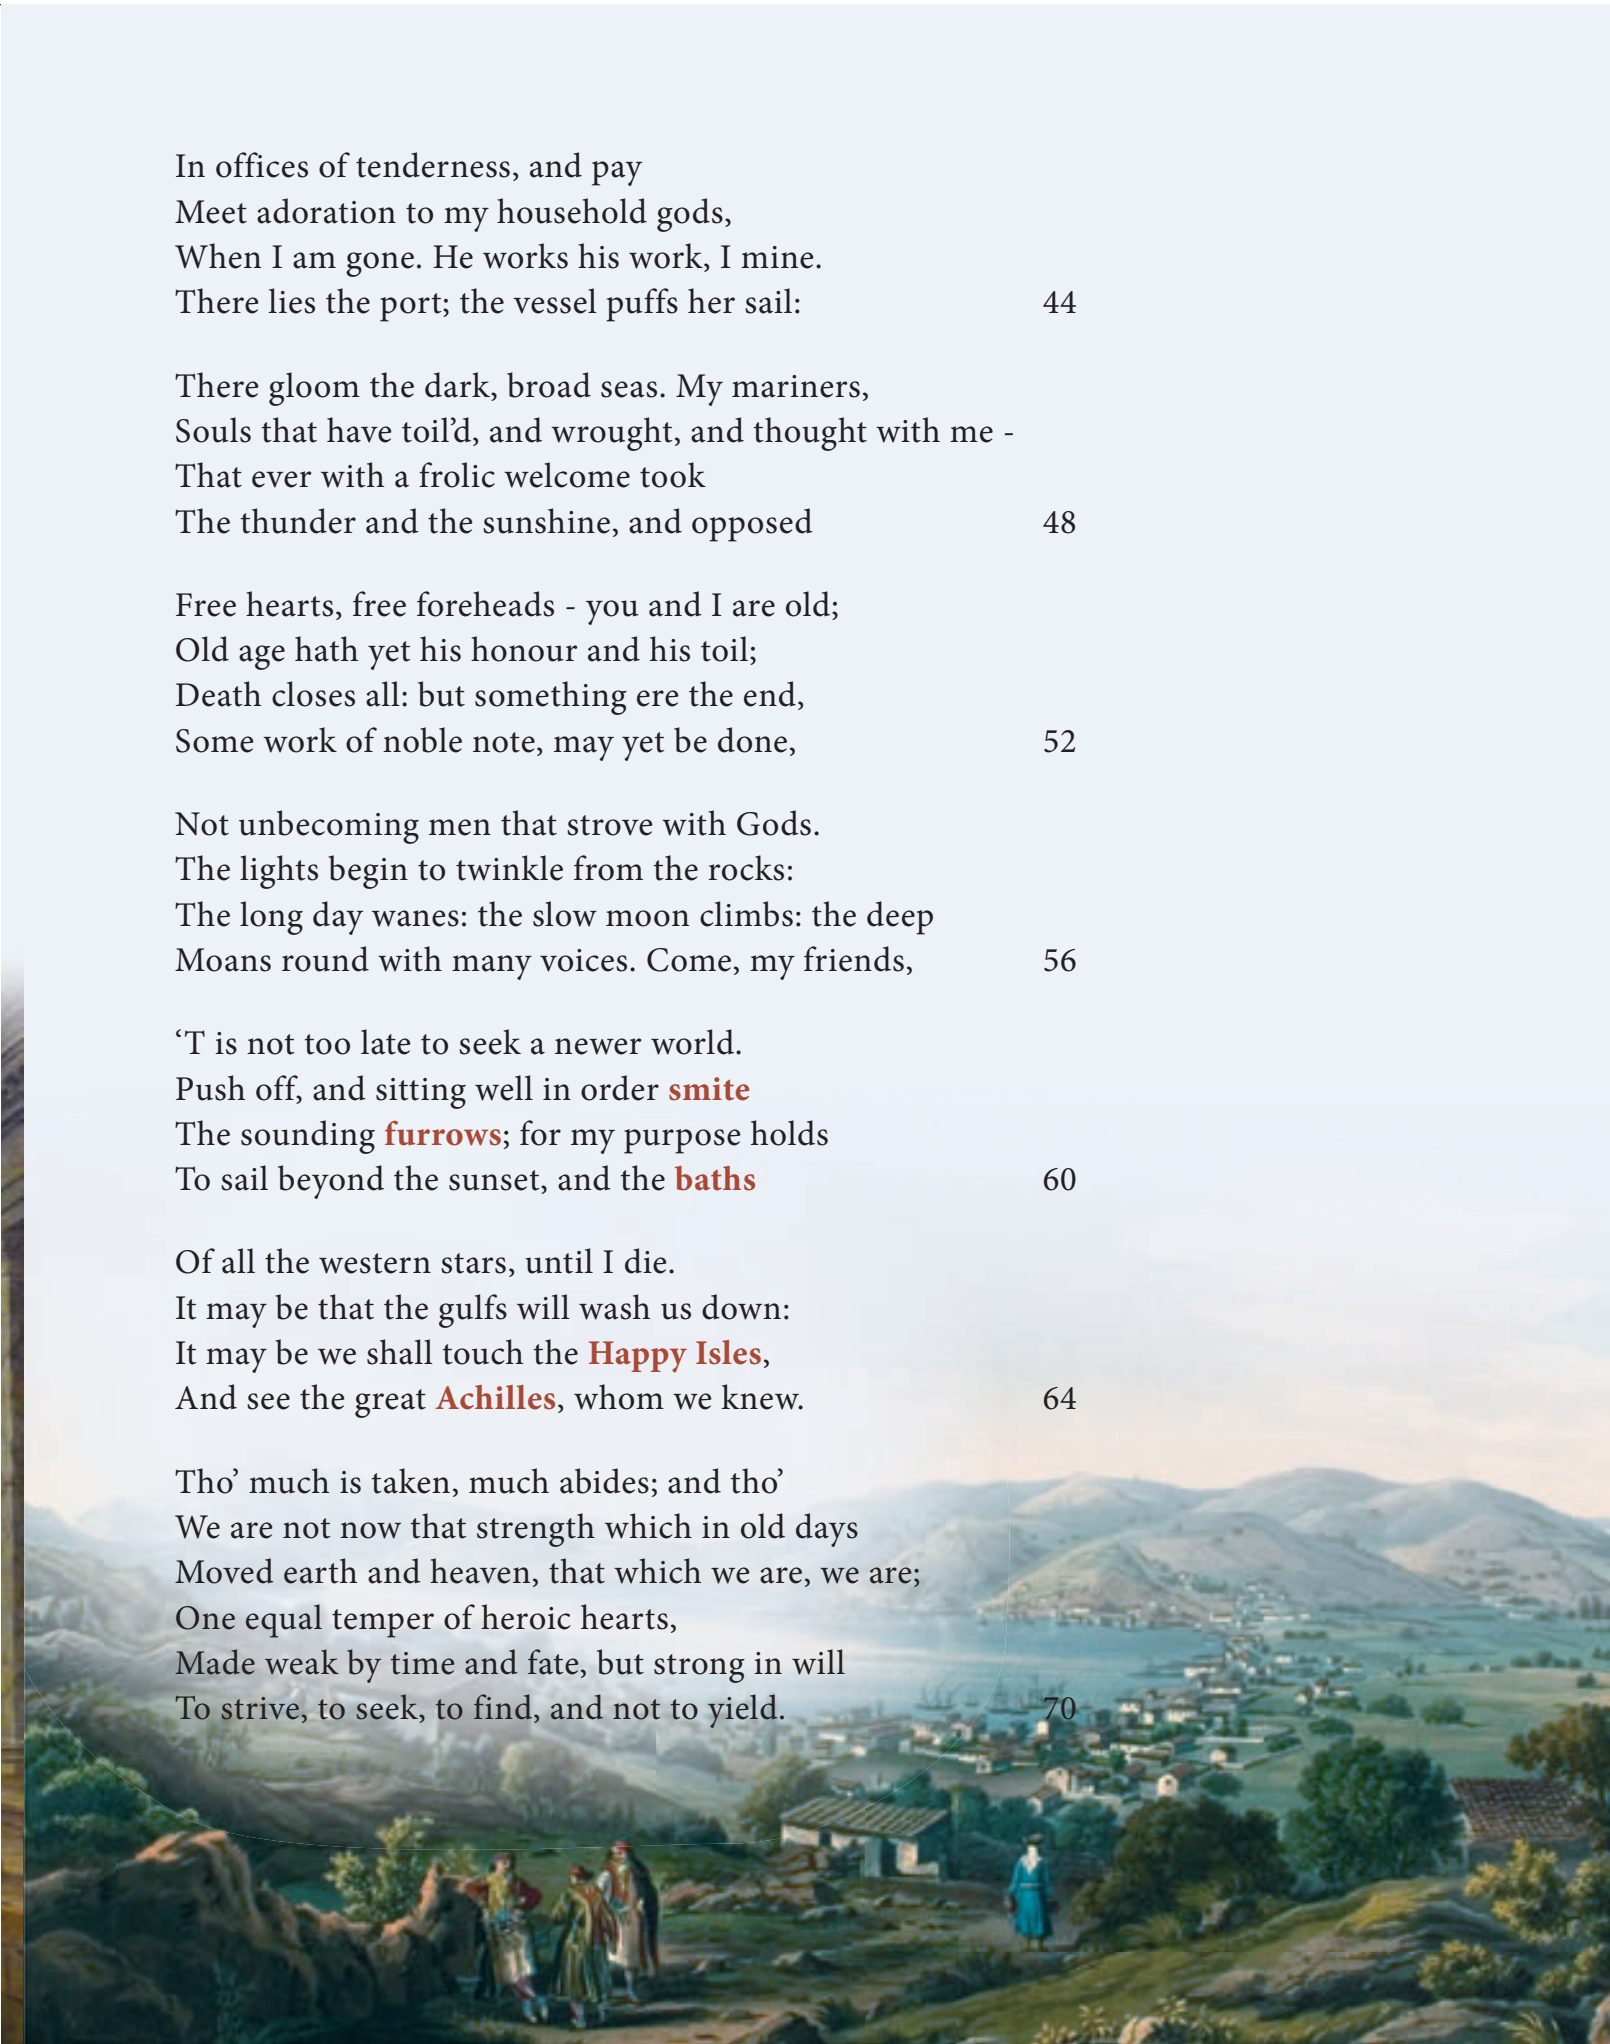 In offices of tenderness, and pay
Meet adoration to my household gods,
When I am gone. He works his work, I mine.
There lies the port; the vessel puffs her sail: 44
There gloom the dark, broad seas. My mariners,
Souls that have toil’d, and wrought, and thought with me -
That ever with a frolic welcome took
The thunder and the sunshine, and opposed 48
Free hearts, free foreheads - you and I are old;
Old age hath yet his honour and his toil;
Death closes all: but something ere the end,
Some work of noble note, may yet be done, 52
Not unbecoming men that strove with Gods.
The lights begin to twinkle from the rocks:
The long day wanes: the slow moon climbs: the deep
Moans round with many voices. Come, my friends, 56
‘T is not too late to seek a newer world.
Push off, and sitting well in order smite
The sounding furrows; for my purpose holds
To sail beyond the sunset, and the baths 60
Of all the western stars, until I die.
It may be that the gulfs will wash us down:
It may be we shall touch the Happy Isles,
And see the great Achilles, whom we knew. 64
Tho’ much is taken, much abides; and tho’
We are not now that strength which in old days
Moved earth and heaven, that which we are, we are;
One equal temper of heroic hearts,
Made weak by time and fate, but strong in will
To strive, to seek, to find, and not to yield. 70